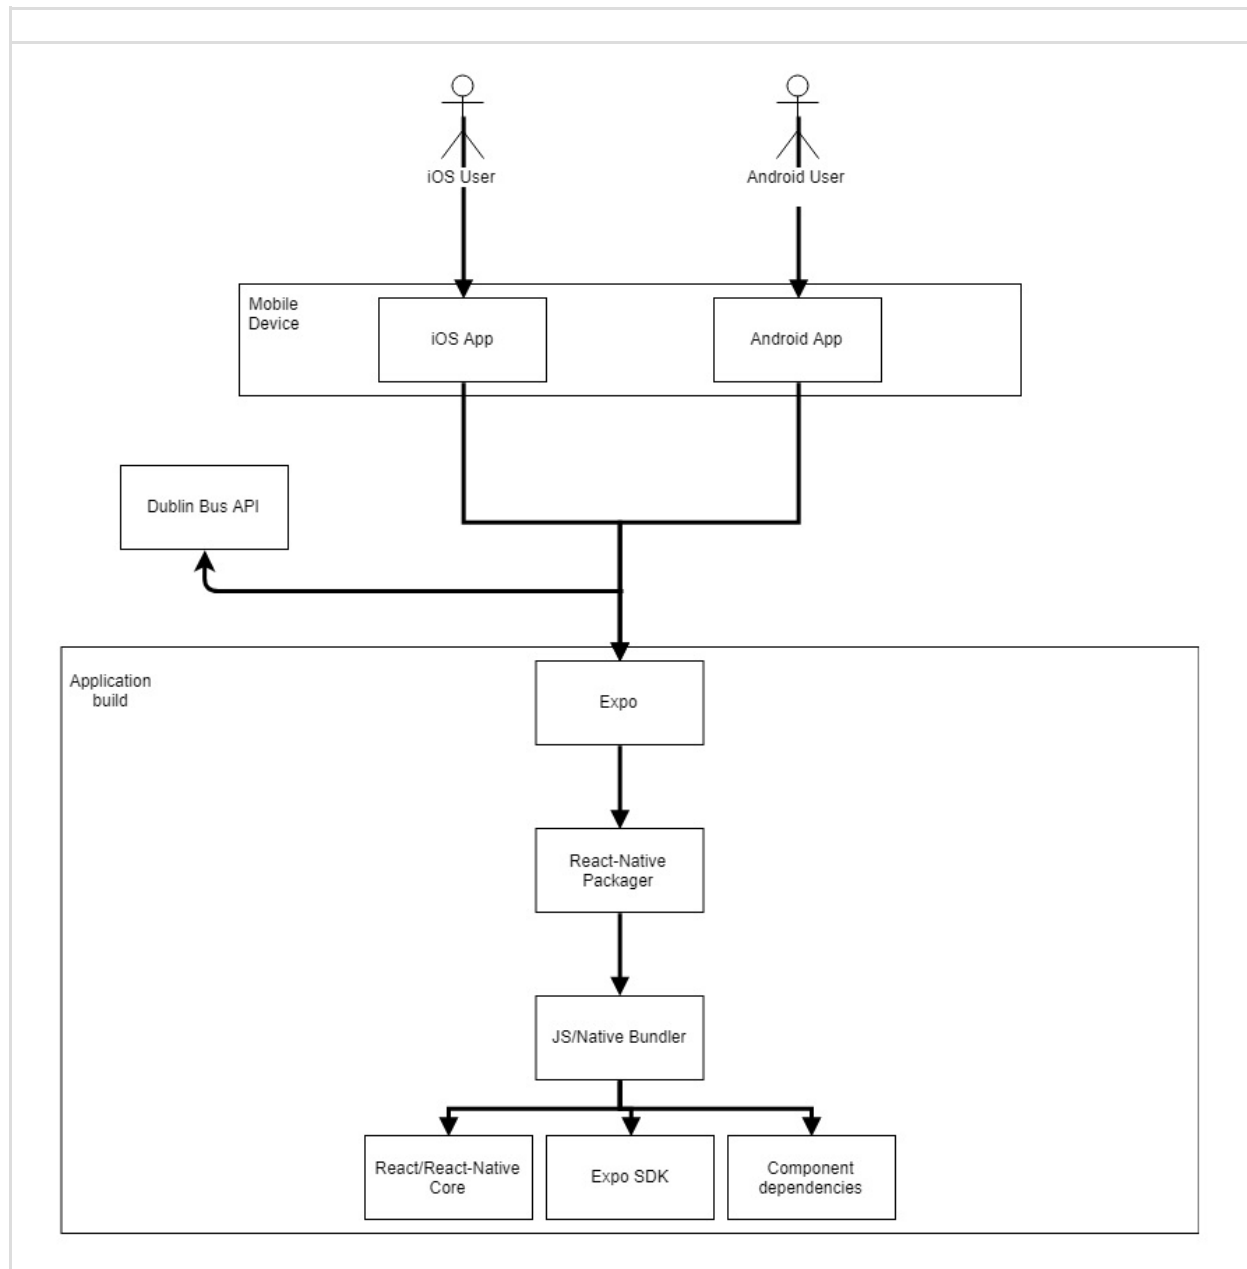 iOS User
Android User
Mobile
Device
iOS App
Android App
Dublin Bus API
Application
build
Expo
React-Native
Packager
JS/Native Bundler
React/React-Native
Core
Expo SDK
Component
dependencies